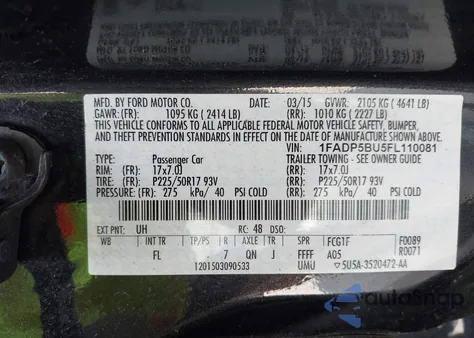 MFD. BY FORD MOTOR CO. DATE: 03/15 GVWR: 2105 KG ( 4641 LB)
GAWR: (FR): 1095 KG ( 2414 LB) (RR): 1010 KG ( 2227 LB)
THIS VEHICLE CONFORMS TO ALL APPLICABLE FEDERAL MOTOR VEHICLE SAFETY,
BUMPER, AND THEFT PREVENTION STANDARDS IN EFFECT ON THE DATE OF MANUFACTURE
SHOWN ABOVE.
VIN: 1FADP5BU5FL110081
TYPE: Passenger Car TRAILER TOWING - SEE OWNERS GUIDE
RIM: (FR) 17x7.0J (RR): 17x7.0J
TIRE: (FR) P225/50R17 93V (RR): P225/50R17 93V
PRESSURE: (FR) 275 kPa/ 40 PSI COLD (RR): 275 kPa/ 40 PSI COLD
EXT PNT: UH RC: 48 DSO:
WB INT TR TP/PS R AXLE TR SPR FCG1F F0089
FL 7 QN J FFFF A05 R0071
1201503090533 UMU 5U5A-3520472-AA
autoSnap